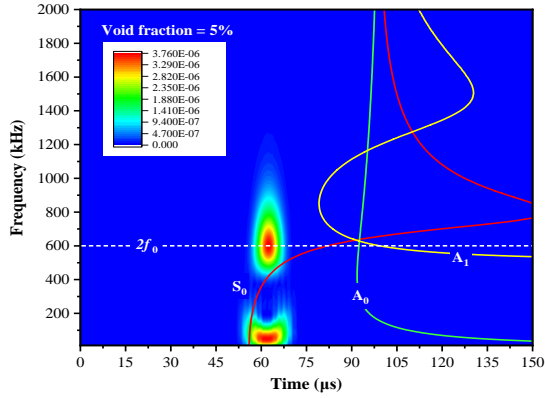 Void fraction = 5%
3.760E-06
3.290E-06
2.820E-06
2.350E-06
1.880E-06
1.410E-06
9.400E-07
4.700E-07
0.000
2000
1800
1600
1400
1200
1000
800
600
400
200
Frequency (kHz)
2f₀
S₀
A₀
A₁
0 15 30 45 60 75 90 105 120 135 150
Time (µs)